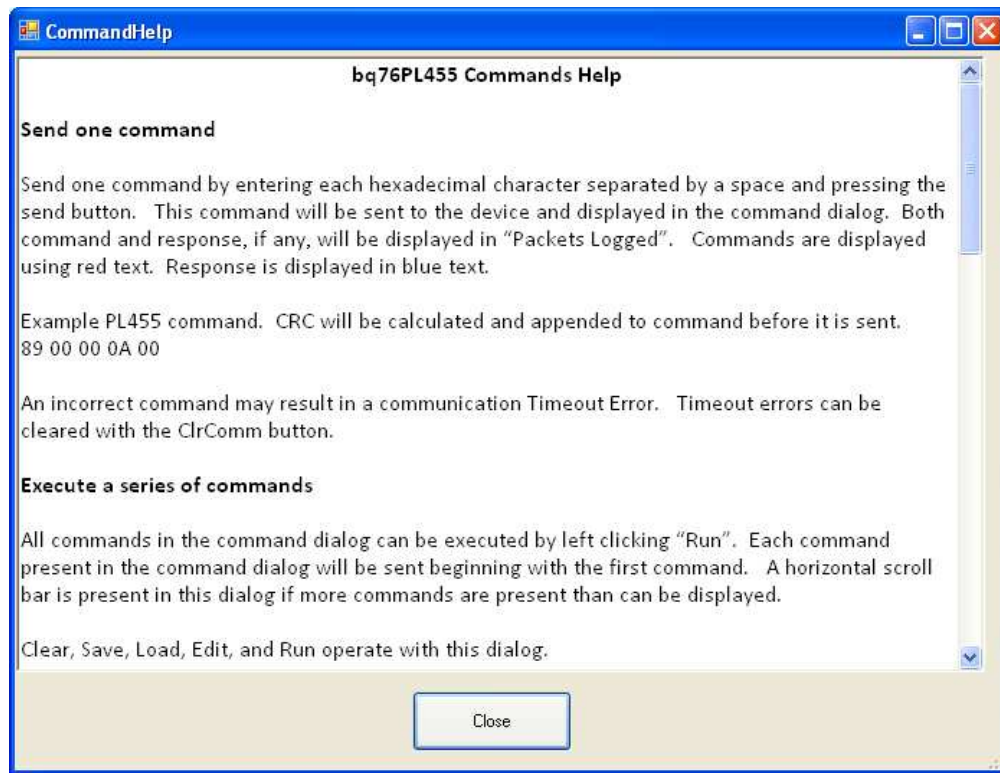 CommandHelp
bq76PL455 Commands Help
Send one command
Send one command by entering each hexadecimal character separated by a space and pressing the
send button. This command will be sent to the device and displayed in the command dialog. Both
command and response, if any, will be displayed in “Packets Logged”. Commands are displayed
using red text. Response is displayed in blue text.
Example PL455 command. CRC will be calculated and appended to command before it is sent.
89 00 00 0A 00
An incorrect command may result in a communication Timeout Error. Timeout errors can be
cleared with the ClrComm button.
Execute a series of commands
All commands in the command dialog can be executed by left clicking “Run”. Each command
present in the command dialog will be sent beginning with the first command. A horizontal scroll
bar is present in this dialog if more commands are present than can be displayed.
Clear, Save, Load, Edit, and Run operate with this dialog.
Close